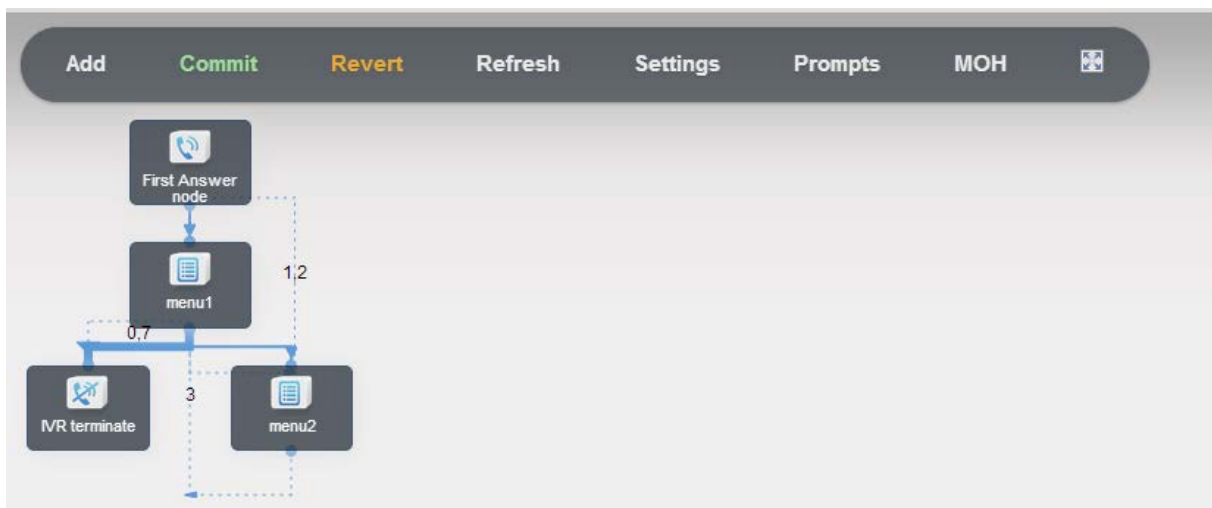 Add Commit Revert Refresh Settings Prompts MOH
First Answer
node
menu1
1,2
0,7
3
IVR terminate
menu2